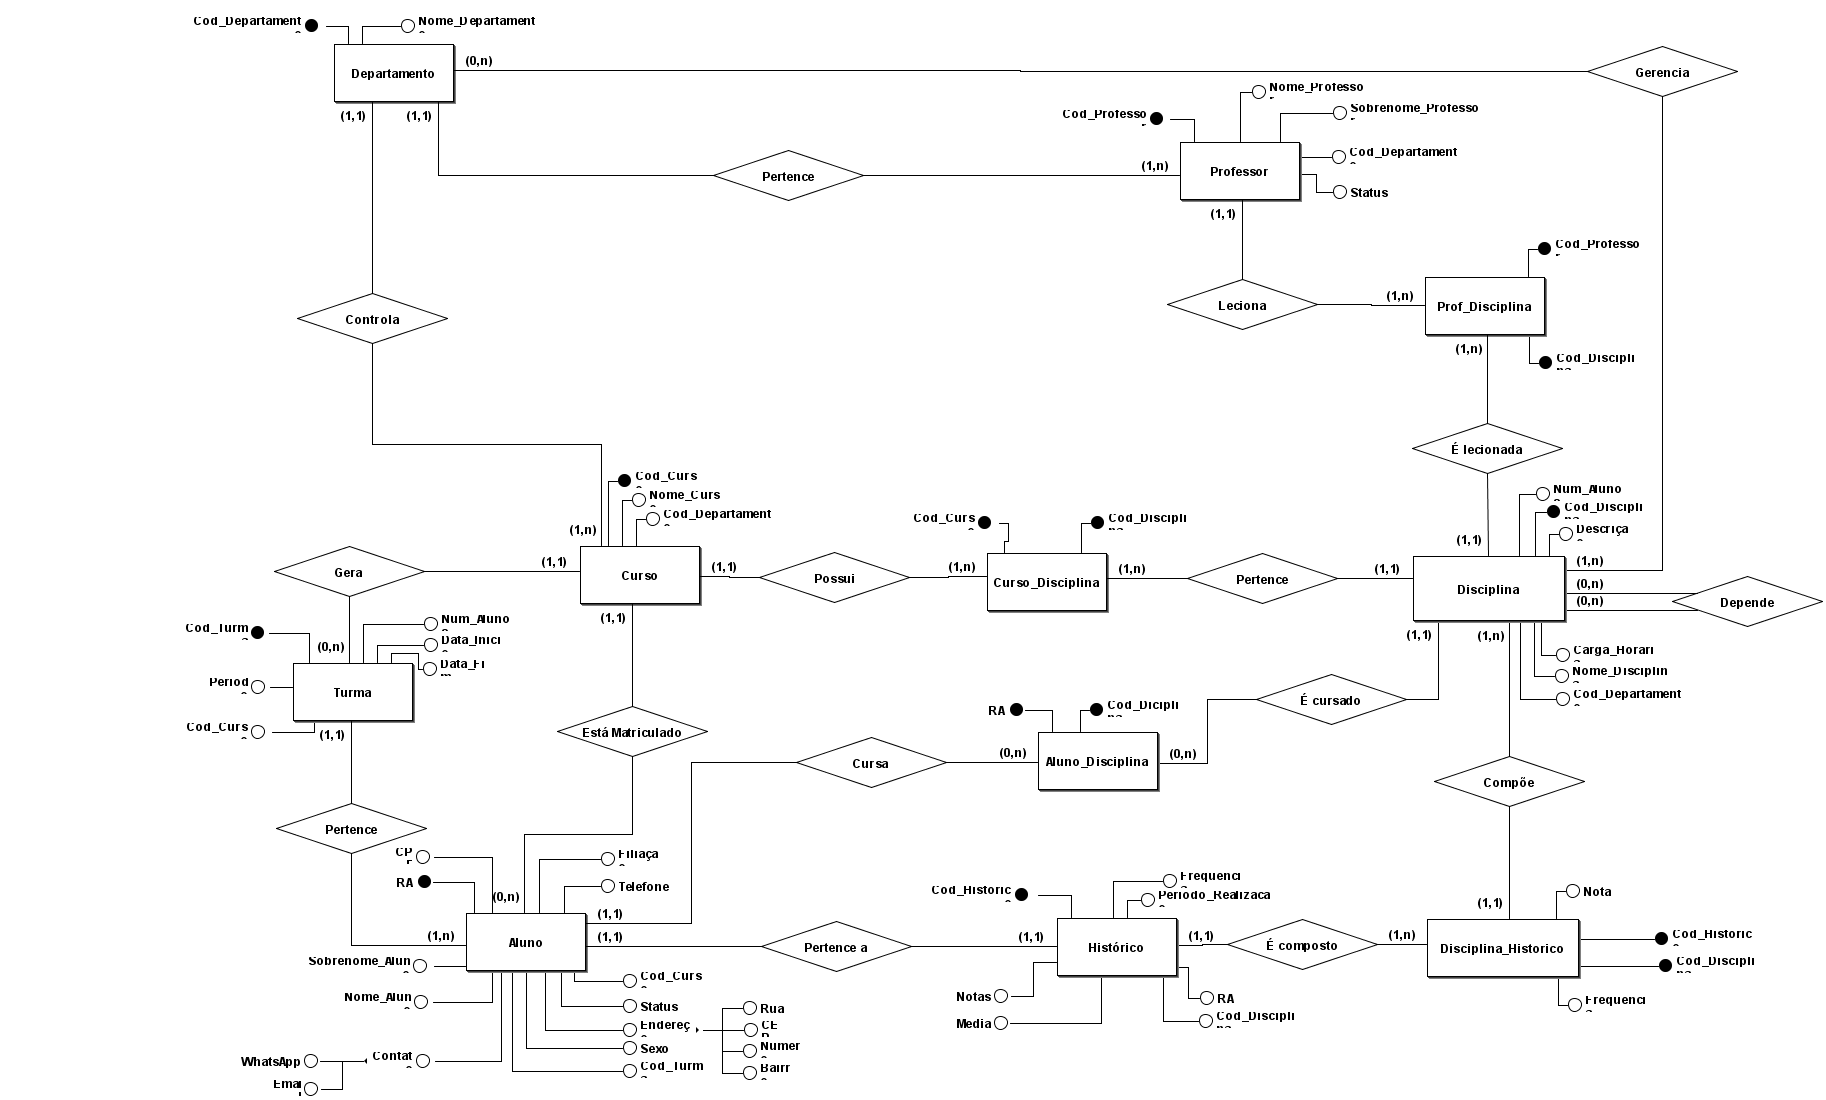 Cod_Departament
Nome_Departament
Departamento
(0,n)
Gerencia
(1,1)
(1,1)
Nome_Professo
Cod_Professo
Sobrenome_Professo
Pertence
(1,n)
Professor
Cod_Departament
Status
(1,1)
Cod_Professo
Controla
Leciona
(1,n)
Prof_Disciplina
(1,n)
Cod_Discipli
É lecionada
Cod_Curs
Nome_Curs
Cod_Departament
(1,n)
Cod_Curs
Cod_Discipli
Num_Aluno
Cod_Discipli
Descriça
(1,1)
Gera
(1,1)
Curso
(1,1)
Possui
(1,n)
Curso_Disciplina
(1,n)
Pertence
(1,1)
Disciplina
(1,n)
(0,n)
(0,n)
Depende
(1,1)
(1,1)
(1,n)
Cod_Turm
(0,n)
Num_Aluno
Data_Inici
Data_Fi
Period
Turma
Cod_Curs
(1,1)
Carga_Horari
Nome_Disciplin
Cod_Departament
Está Matriculado
RA
Cod_Dicipli
É cursado
Cursa
(0,n)
Aluno_Disciplina
(0,n)
Compõe
Pertence
CP
RA
(0,n)
Filiaça
Telefone
(1,1)
(1,n)
Aluno
(1,1)
Pertence a
(1,1)
Cod_Historic
Frequenci
Periodo_Realizaca
Histórico
(1,1)
É composto
(1,n)
(1,1)
Nota
Disciplina_Historico
Cod_Historic
Cod_Discipli
Frequenci
Sobrenome_Alun
Nome_Alun
Cod_Curs
Status
Endereç
Sexo
Cod_Turm
Rua
CE
Numer
Bairr
Notas
Media
RA
Cod_Discipli
WhatsApp
Contat
Emai